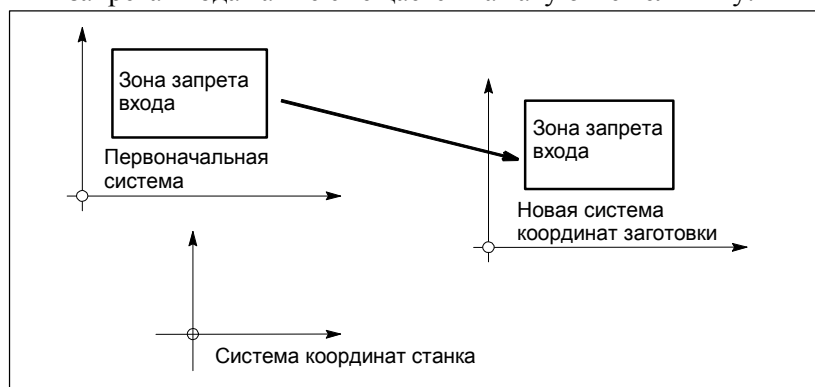 Зона запрета
входа
Первоначальная
система
Зона запрета
входа
Новая система
координат заготовки
Система координат станка